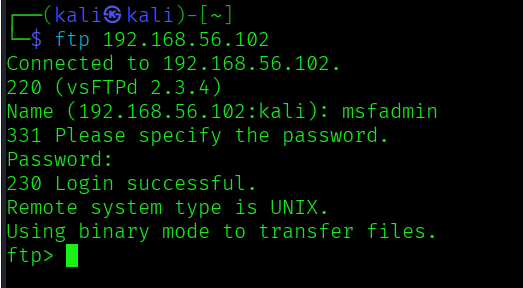 ┌──(kali㉿kali)-[~]
└─$ ftp 192.168.56.102
Connected to 192.168.56.102.
220 (vsFTPd 2.3.4)
Name (192.168.56.102:kali): msfadmin
331 Please specify the password.
Password:
230 Login successful.
Remote system type is UNIX.
Using binary mode to transfer files.
ftp>